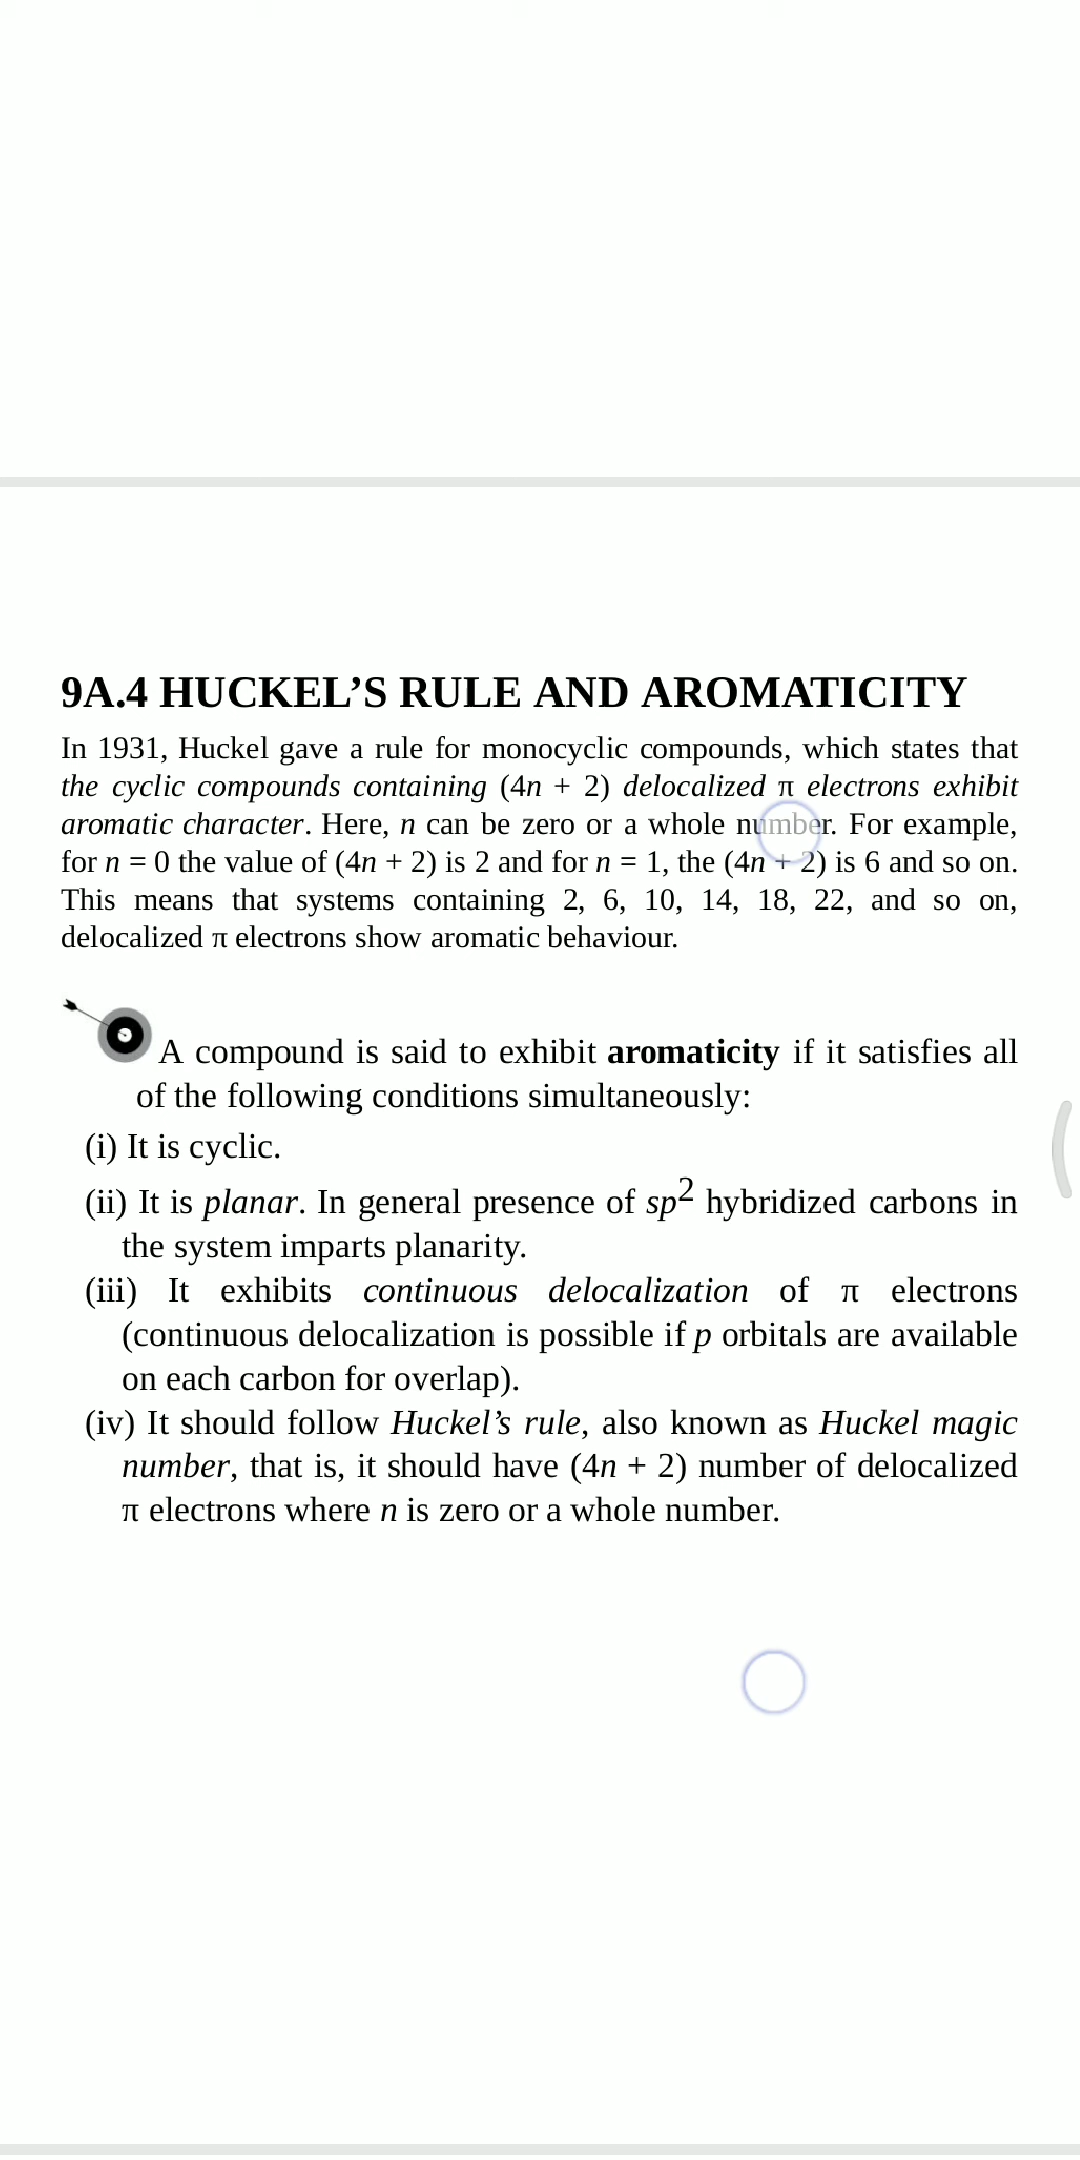 9A.4 HUCKEL’S RULE AND AROMATICITY
In 1931, Huckel gave a rule for monocyclic compounds, which states that
the cyclic compounds containing (4n + 2) delocalized π electrons exhibit
aromatic character. Here, n can be zero or a whole number. For example,
for n = 0 the value of (4n + 2) is 2 and for n = 1, the (4n + 2) is 6 and so on.
This means that systems containing 2, 6, 10, 14, 18, 22, and so on,
delocalized π electrons show aromatic behaviour.
A compound is said to exhibit aromaticity if it satisfies all
of the following conditions simultaneously:
(i) It is cyclic.
(ii) It is planar. In general presence of sp² hybridized carbons in
the system imparts planarity.
(iii) It exhibits continuous delocalization of π electrons
(continuous delocalization is possible if p orbitals are available
on each carbon for overlap).
(iv) It should follow Huckel’s rule, also known as Huckel magic
number, that is, it should have (4n + 2) number of delocalized
π electrons where n is zero or a whole number.